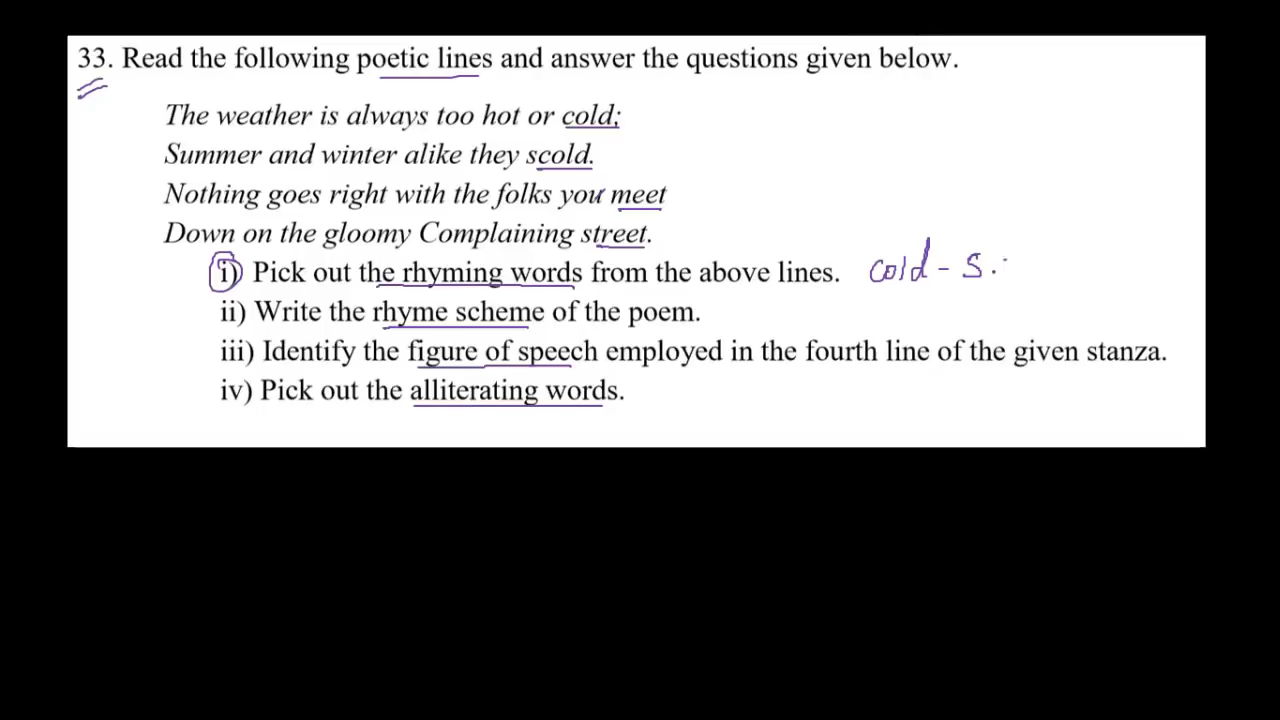 33. Read the following poetic lines and answer the questions given below.
The weather is always too hot or cold;
Summer and winter alike they scold.
Nothing goes right with the folks you meet
Down on the gloomy Complaining street.
i) Pick out the rhyming words from the above lines. cold - s
ii) Write the rhyme scheme of the poem.
iii) Identify the figure of speech employed in the fourth line of the given stanza.
iv) Pick out the alliterating words.